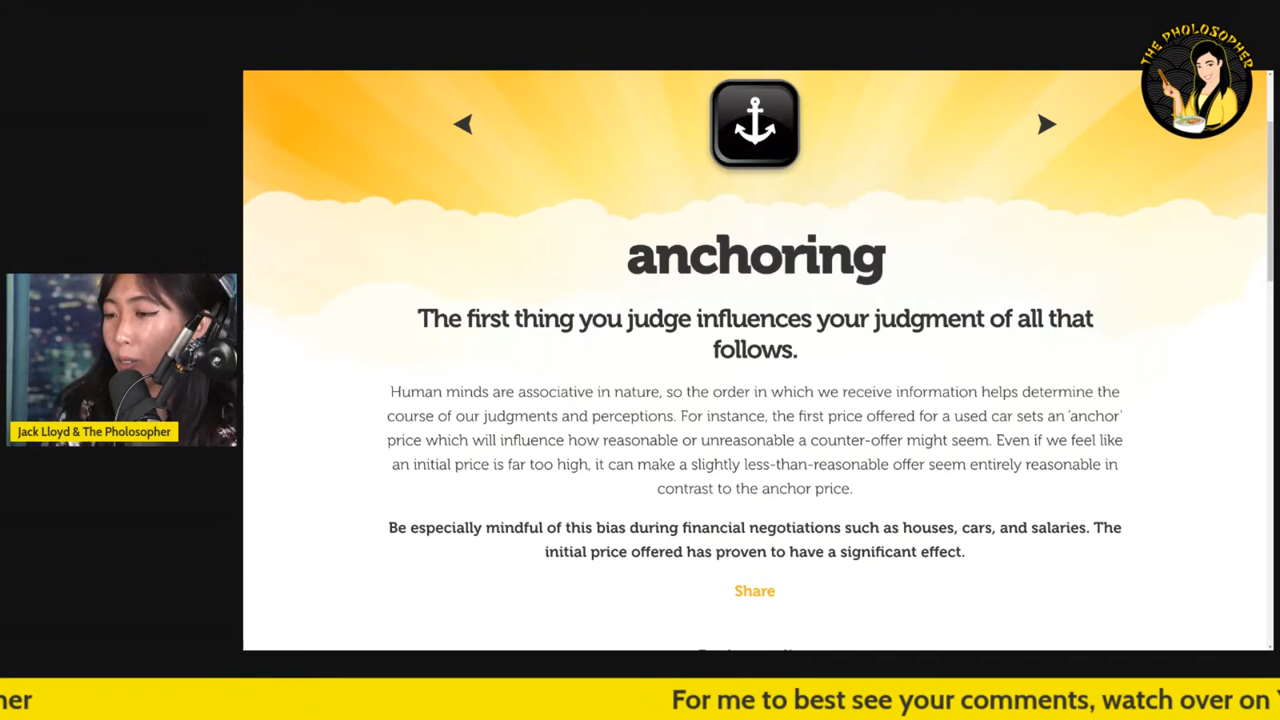 THE PHOLOSOPHER
anchoring
The first thing you judge influences your judgment of all that
follows.
Human minds are associative in nature, so the order in which we receive information helps determine the
course of our judgments and perceptions. For instance, the first price offered for a used car sets an ‘anchor’
price which will influence how reasonable or unreasonable a counter-offer might seem. Even if we feel like
an initial price is far too high, it can make a slightly less-than-reasonable offer seem entirely reasonable in
contrast to the anchor price.
Be especially mindful of this bias during financial negotiations such as houses, cars, and salaries. The
initial price offered has proven to have a significant effect.
Share
Jack Lloyd & The Pholosopher
her
For me to best see your comments, watch over on